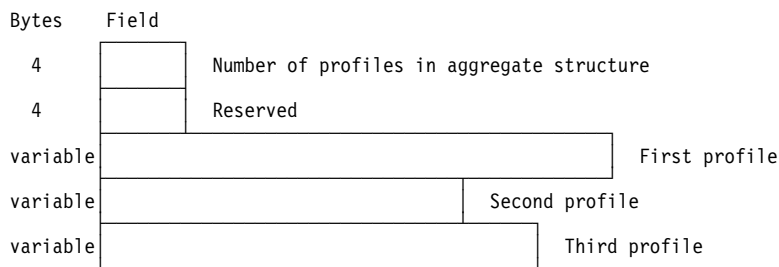 Bytes Field
4 Number of profiles in aggregate structure
4 Reserved
variable First profile
variable Second profile
variable Third profile